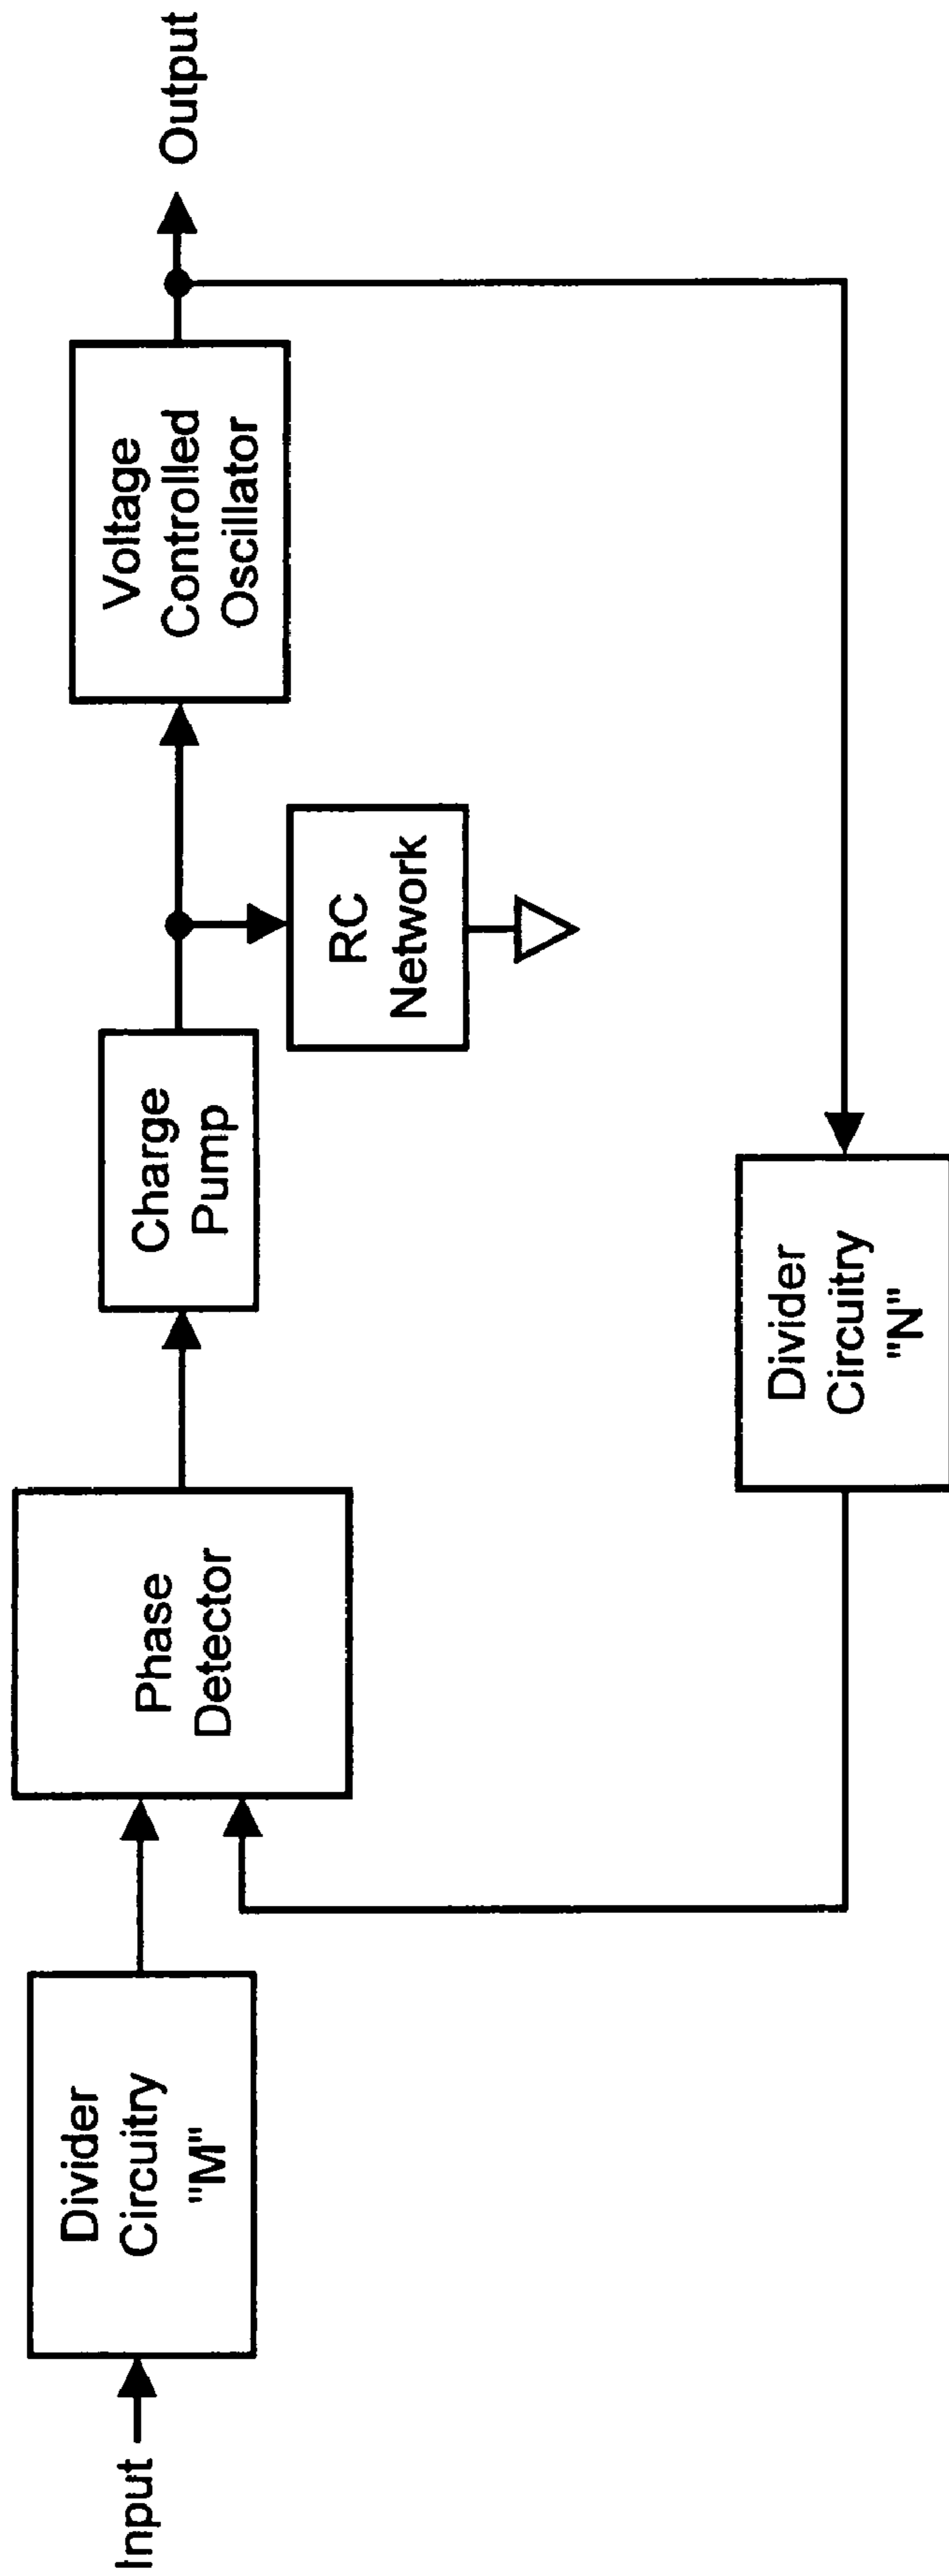 Input
Divider
Circuitry
"M"
Phase
Detector
Charge
Pump
RC
Network
Voltage
Controlled
Oscillator
Output
Divider
Circuitry
"N"